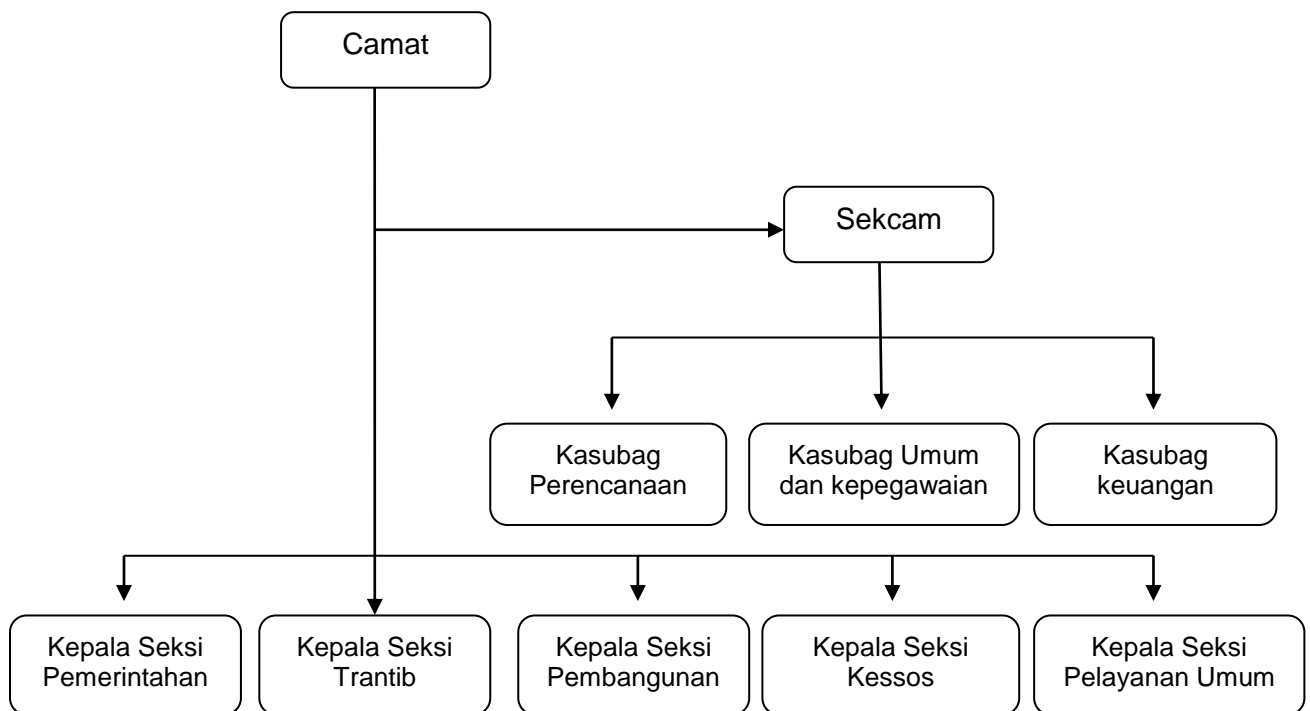 Camat
Sekcam
Kasubag
Perencanaan
Kasubag Umum
dan kepegawaian
Kasubag
keuangan
Kepala Seksi
Pemerintahan
Kepala Seksi
Trantib
Kepala Seksi
Pembangunan
Kepala Seksi
Kessos
Kepala Seksi
Pelayanan Umum